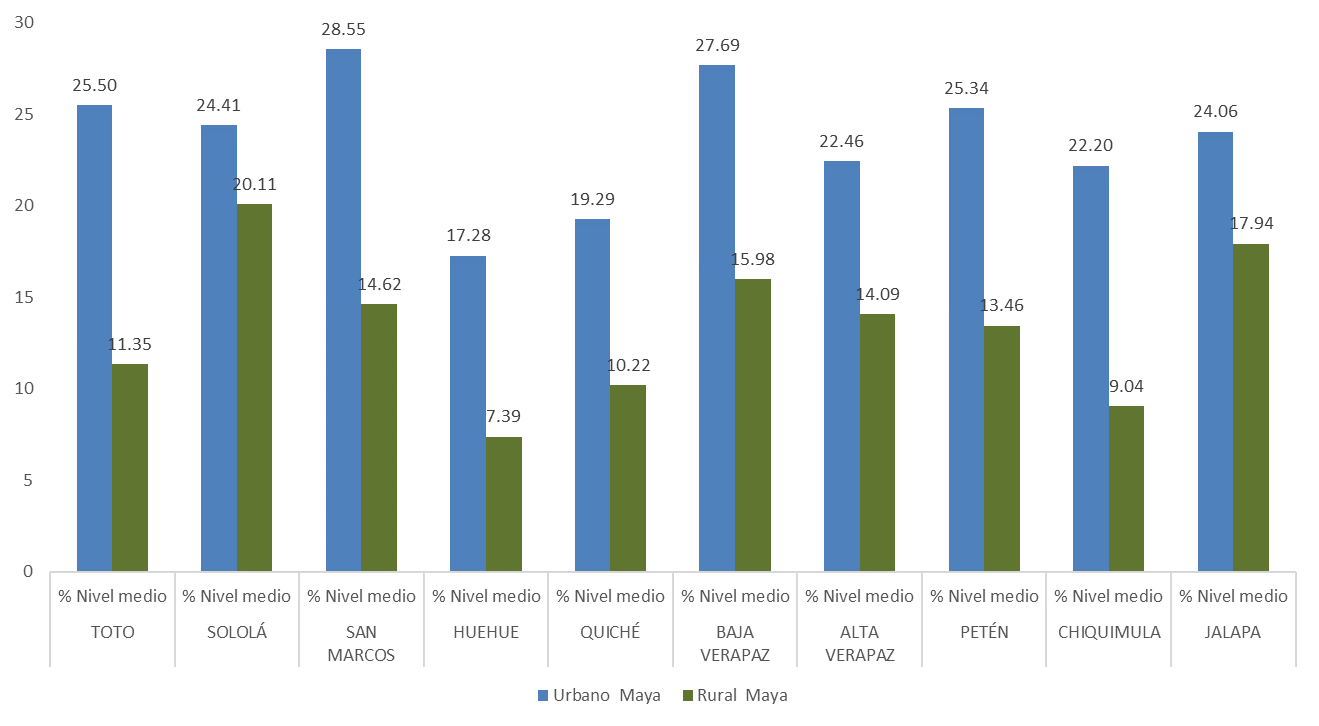 30
25
20
15
10
5
0
25.50
11.35
24.41
20.11
28.55
14.62
17.28
7.39
19.29
10.22
27.69
15.98
22.46
14.09
25.34
13.46
22.20
9.04
24.06
17.94
% Nivel medio
% Nivel medio
% Nivel medio
% Nivel medio
% Nivel medio
% Nivel medio
% Nivel medio
% Nivel medio
% Nivel medio
% Nivel medio
TOTO
SOLOLÁ
SAN
MARCOS
HUEHUE
QUICHÉ
BAJA
VERAPAZ
ALTA
VERAPAZ
PETÉN
CHIQUIMULA
JALAPA
Urbano Maya
Rural Maya